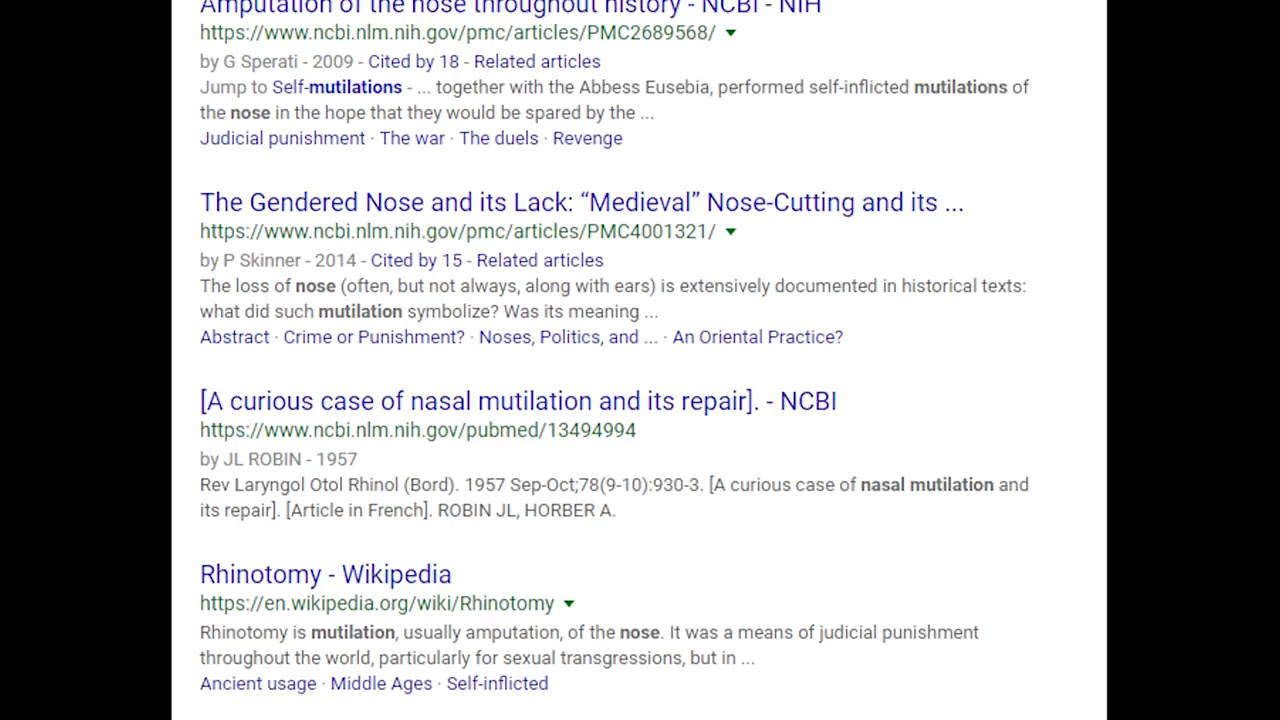 Amputation of the nose throughout history - NCBI - NIH
https://www.ncbi.nlm.nih.gov/pmc/articles/PMC2689568/
by G Sperati - 2009 - Cited by 18 - Related articles
Jump to Self-mutilations - ... together with the Abbess Eusebia, performed self-inflicted mutilations of
the nose in the hope that they would be spared by the ...
Judicial punishment · The war · The duels · Revenge
The Gendered Nose and its Lack: “Medieval” Nose-Cutting and its ...
https://www.ncbi.nlm.nih.gov/pmc/articles/PMC4001321/
by P Skinner - 2014 - Cited by 15 - Related articles
The loss of nose (often, but not always, along with ears) is extensively documented in historical texts:
what did such mutilation symbolize? Was its meaning ...
Abstract · Crime or Punishment? · Noses, Politics, and ... · An Oriental Practice?
[A curious case of nasal mutilation and its repair]. - NCBI
https://www.ncbi.nlm.nih.gov/pubmed/13494994
by JL ROBIN - 1957
Rev Laryngol Otol Rhinol (Bord). 1957 Sep-Oct;78(9-10):930-3. [A curious case of nasal mutilation and
its repair]. [Article in French]. ROBIN JL, HORBER A.
Rhinotomy - Wikipedia
https://en.wikipedia.org/wiki/Rhinotomy
Rhinotomy is mutilation, usually amputation, of the nose. It was a means of judicial punishment
throughout the world, particularly for sexual transgressions, but in ...
Ancient usage · Middle Ages · Self-inflicted